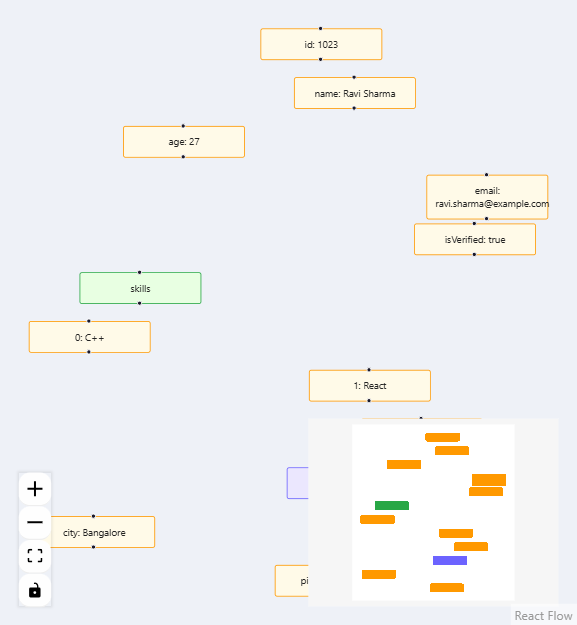 id: 1023
name: Ravi Sharma
age: 27
email:
ravi.sharma@example.com
isVerified: true
skills
0: C++
1: React
city: Bangalore
React Flow